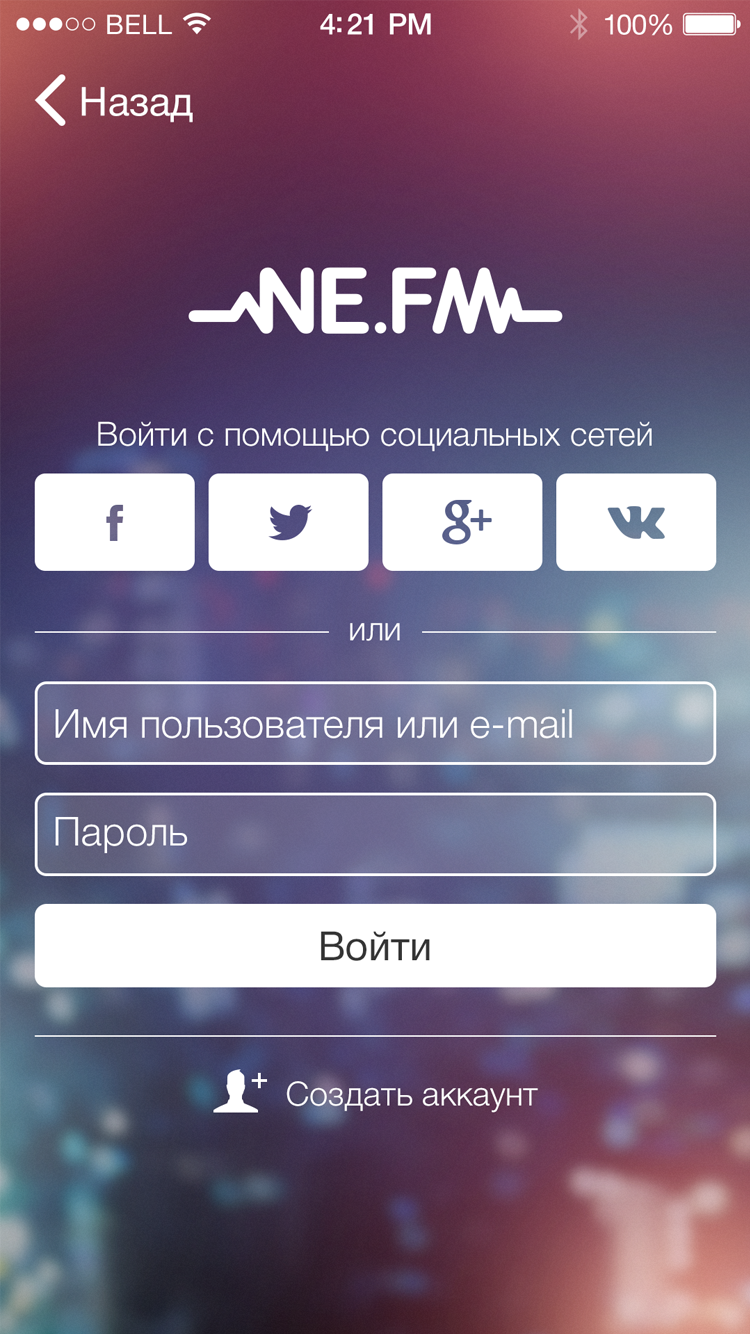 BELL 4:21 PM 100%
Назад
NE.FM
Войти с помощью социальных сетей
f g+ VK
или
Имя пользователя или e-mail
Пароль
Войти
Создать аккаунт